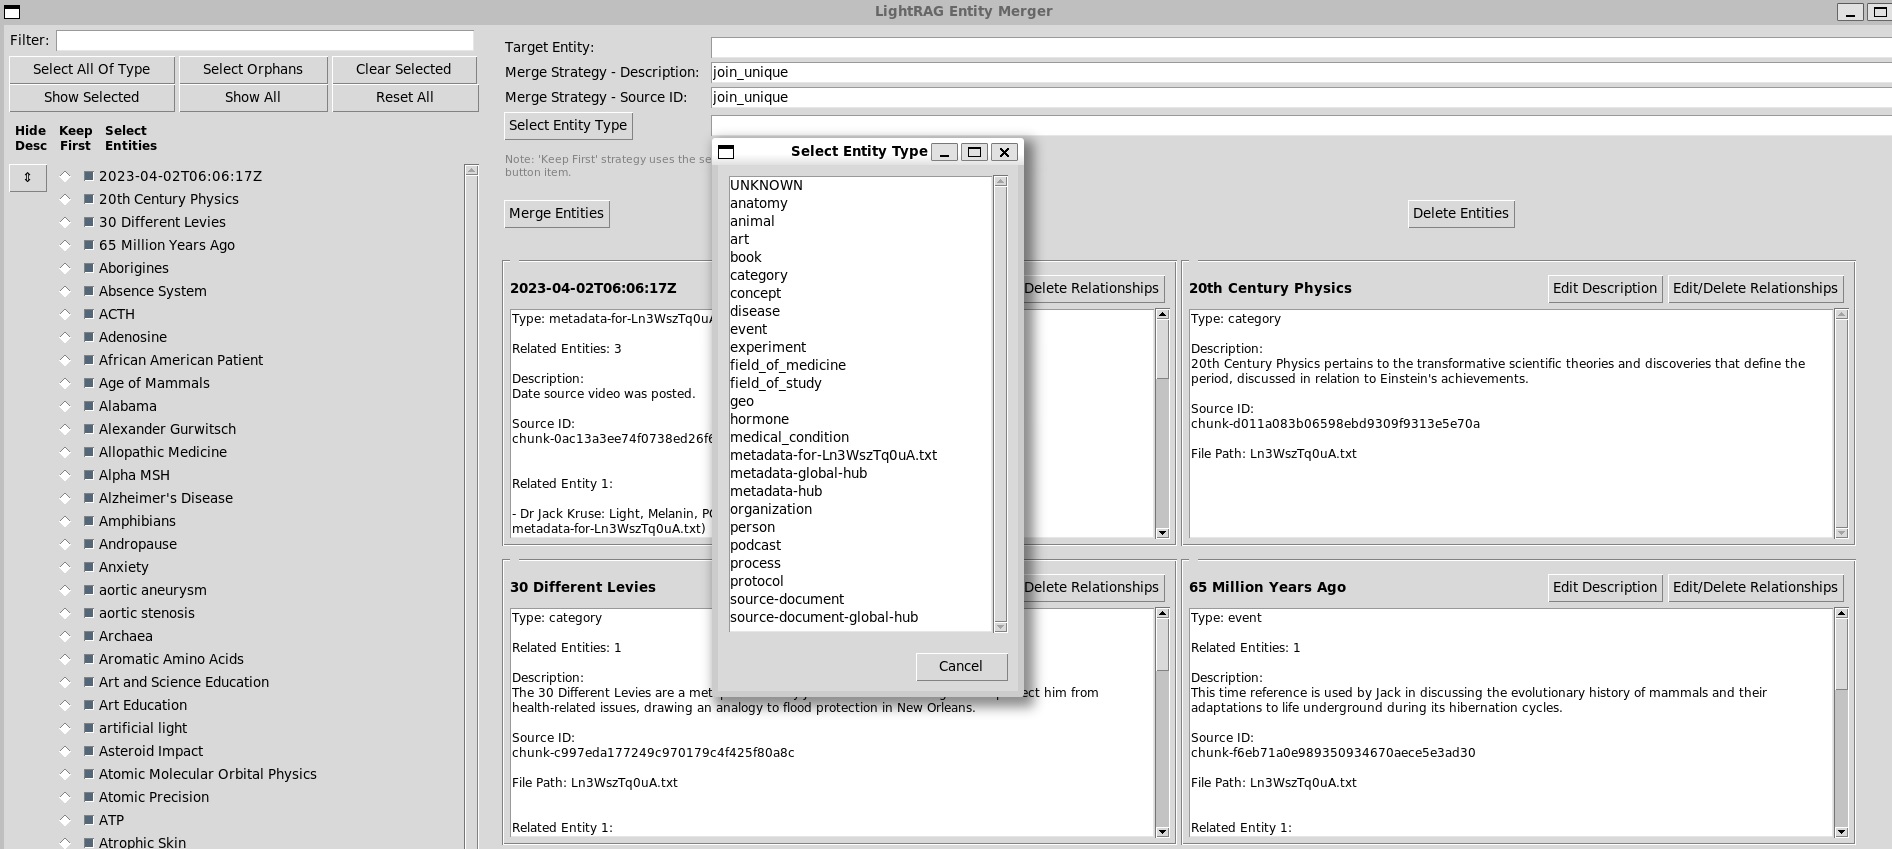 LightRAG Entity Merger
Filter:
Select All Of Type
Select Orphans
Clear Selected
Show Selected
Show All
Reset All
Hide Desc
Keep First
Select Entities
2023-04-02T06:06:17Z
20th Century Physics
30 Different Levies
65 Million Years Ago
Aborigines
Absence System
ACTH
Adenosine
African American Patient
Age of Mammals
Alabama
Alexander Gurwitsch
Allopathic Medicine
Alpha MSH
Alzheimer's Disease
Amphibians
Andropause
Anxiety
aortic aneurysm
aortic stenosis
Archaea
Aromatic Amino Acids
Art and Science Education
Art Education
artificial light
Asteroid Impact
Atomic Molecular Orbital Physics
Atomic Precision
ATP
Atrophic Skin
Target Entity:
Merge Strategy - Description: join_unique
Merge Strategy - Source ID: join_unique
Select Entity Type
Note: 'Keep First' strategy uses the
button item.
Merge Entities
Delete Entities
Select Entity Type
UNKNOWN
anatomy
animal
art
book
category
concept
disease
event
experiment
field_of_medicine
field_of_study
geo
hormone
medical_condition
metadata-for-Ln3WszTq0uA.txt
metadata-global-hub
metadata-hub
organization
person
podcast
process
protocol
source-document
source-document-global-hub
Cancel
2023-04-02T06:06:17Z
Delete Relationships
Type: metadata-for-Ln3WszTq0uA
Related Entities: 3
Description:
Date source video was posted.
Source ID:
chunk-0ac13a3ee74f0738ed26f
Related Entity 1:
- Dr Jack Kruse: Light, Melanin,
metadata-for-Ln3WszTq0uA.txt)
20th Century Physics
Edit Description
Edit/Delete Relationships
Type: category
Description:
20th Century Physics pertains to the transformative scientific theories and discoveries that define the
period, discussed in relation to Einstein's achievements.
Source ID:
chunk-d011a083b06598ebd9309f9313e5e70a
File Path: Ln3WszTq0uA.txt
30 Different Levies
Delete Relationships
Type: category
Related Entities: 1
Description:
The 30 Different Levies are a him from
health-related issues, drawing an analogy to flood protection in New Orleans.
Source ID:
chunk-c997eda177249c970179c4f425f80a8c
File Path: Ln3WszTq0uA.txt
Related Entity 1:
65 Million Years Ago
Edit Description
Edit/Delete Relationships
Type: event
Related Entities: 1
Description:
This time reference is used by Jack in discussing the evolutionary history of mammals and their
adaptations to life underground during its hibernation cycles.
Source ID:
chunk-f6eb71a0e989350934670aece5e3ad30
File Path: Ln3WszTq0uA.txt
Related Entity 1: